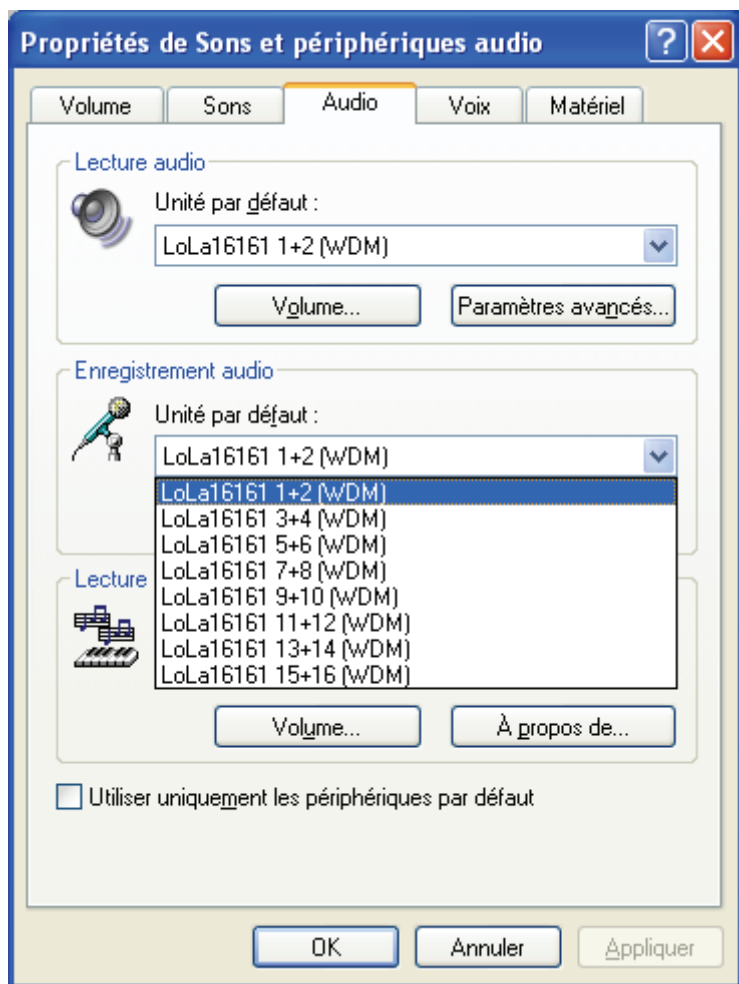 Propriétés de Sons et périphériques audio
Volume Sons Audio Voix Matériel
Lecture audio
Unité par défaut :
LoLa16161 1+2 (WDM)
Volume... Paramètres avancés...
Enregistrement audio
Unité par défaut :
LoLa16161 1+2 (WDM)
LoLa16161 1+2 (WDM)
LoLa16161 3+4 (WDM)
LoLa16161 5+6 (WDM)
LoLa16161 7+8 (WDM)
LoLa16161 9+10 (WDM)
LoLa16161 11+12 (WDM)
LoLa16161 13+14 (WDM)
LoLa16161 15+16 (WDM)
Lecture
Volume... À propos de...
Utiliser uniquement les périphériques par défaut
OK Annuler Appliquer